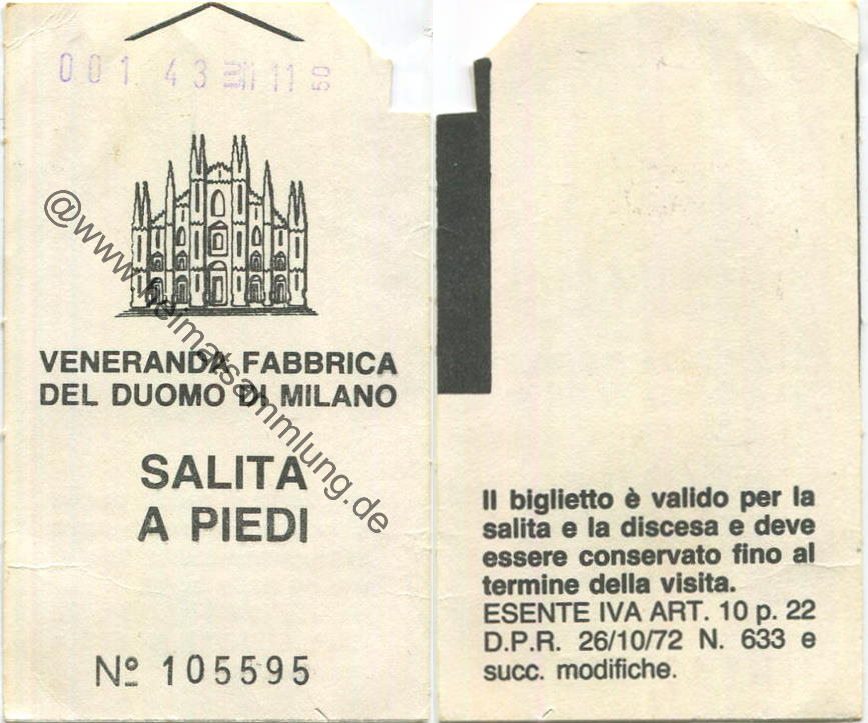 001 43 11 50
@www.heimatsammlung.de
VENERANDA FABBRICA
DEL DUOMO DI MILANO
SALITA
A PIEDI
Nº 105595
Il biglietto è valido per la
salita e la discesa e deve
essere conservato fino al
termine della visita.
ESENTE IVA ART. 10 p. 22
D.P.R. 26/10/72 N. 633 e
succ. modifiche.